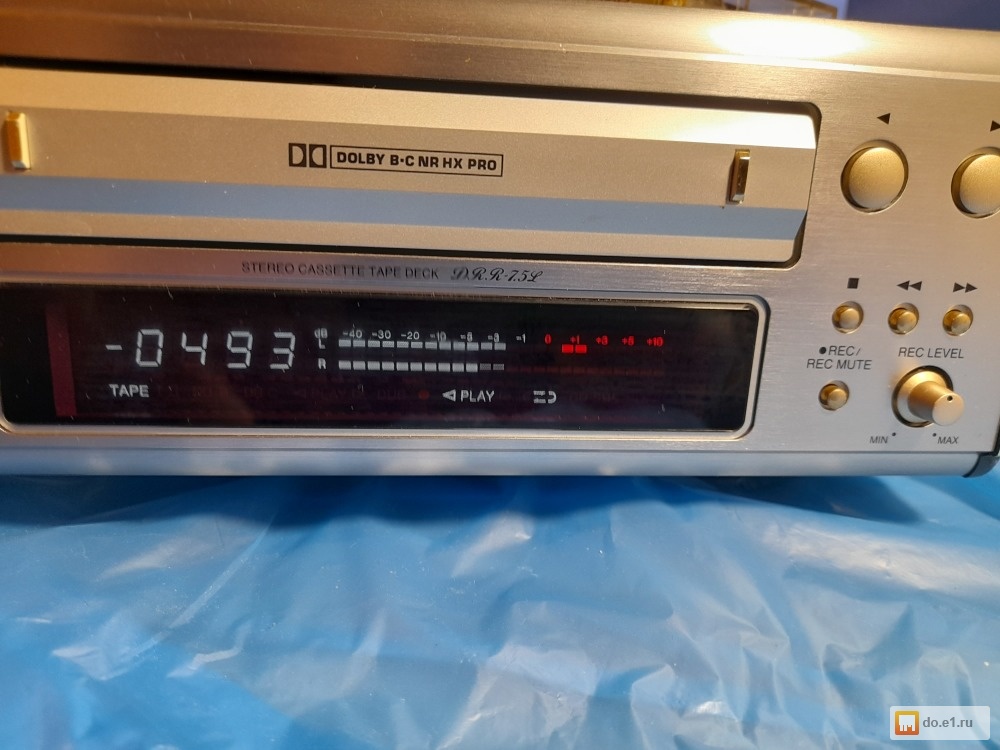 DOLBY B·C NR HX PRO
STEREO CASSETTE TAPE DECK DRR-7.5L
◀ ▶
■ ◀◀ ▶▶
-0493
dB -40 -30 -20 -10 -6 -3 -1 0 +1 +3 +6 +10
L
R
TAPE
◁ PLAY
●REC/
REC MUTE
REC LEVEL
MIN MAX
do.e1.ru